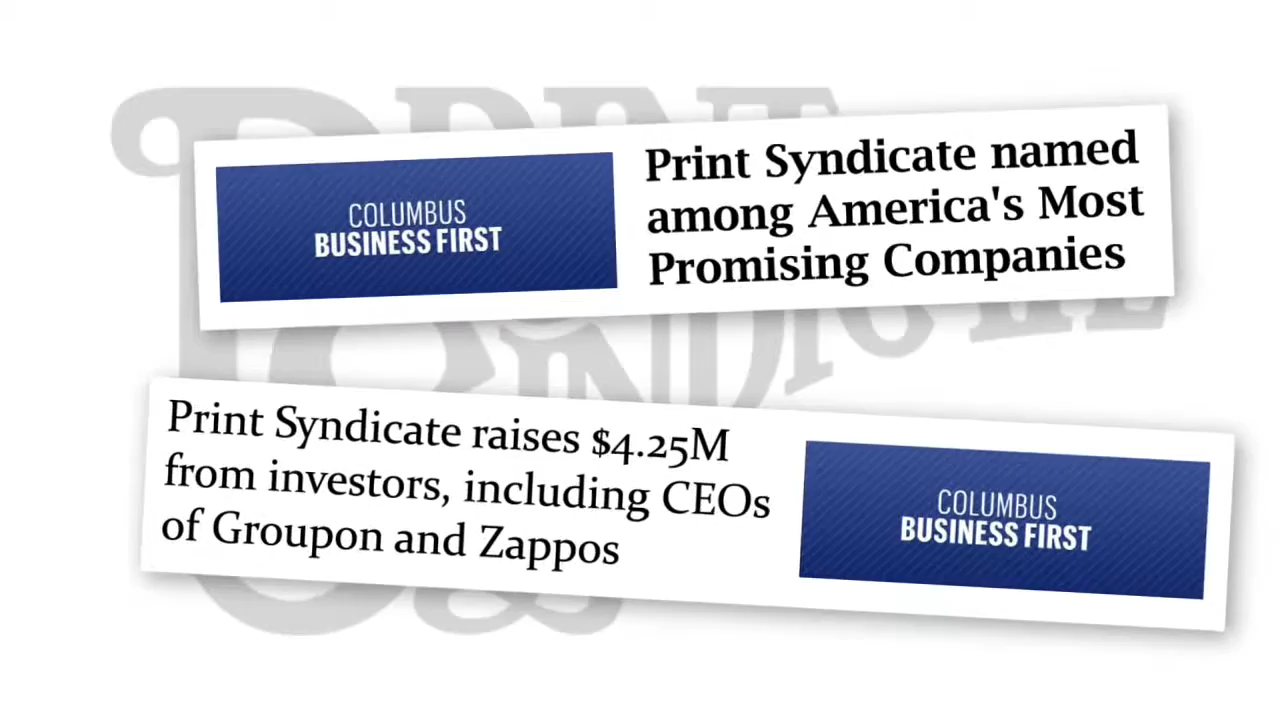 COLUMBUS
BUSINESS FIRST
Print Syndicate named
among America's Most
Promising Companies
Print Syndicate raises $4.25M
from investors, including CEOs
of Groupon and Zappos
COLUMBUS
BUSINESS FIRST